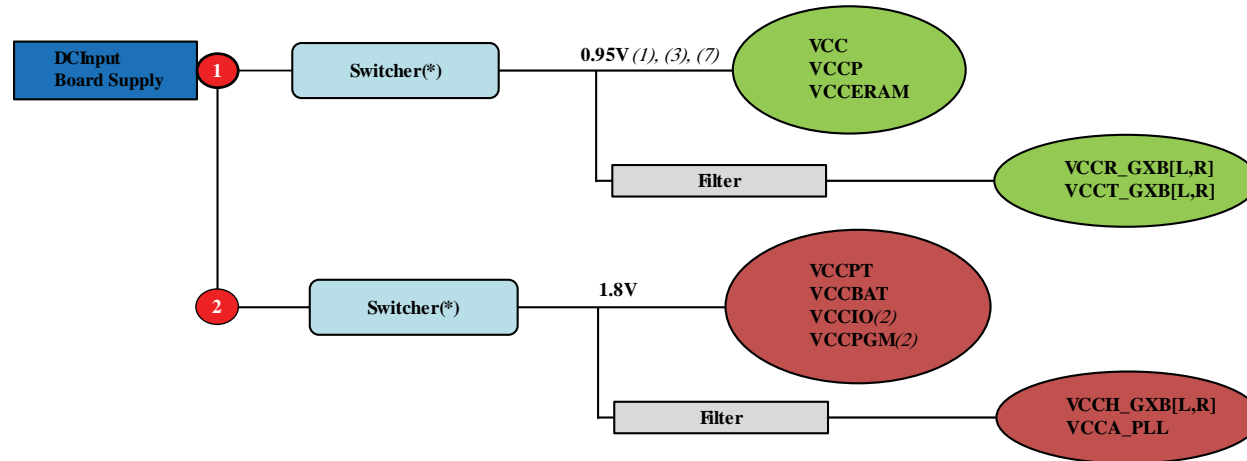 DCInput
Board Supply
1
Switcher(*)
0.95V (1), (3), (7)
VCC
VCCP
VCCERAM
Filter
VCCR_GXB[L,R]
VCCT_GXB[L,R]
2
Switcher(*)
1.8V
VCCPT
VCCBAT
VCCIO(2)
VCCPGM(2)
Filter
VCCH_GXB[L,R]
VCCA_PLL